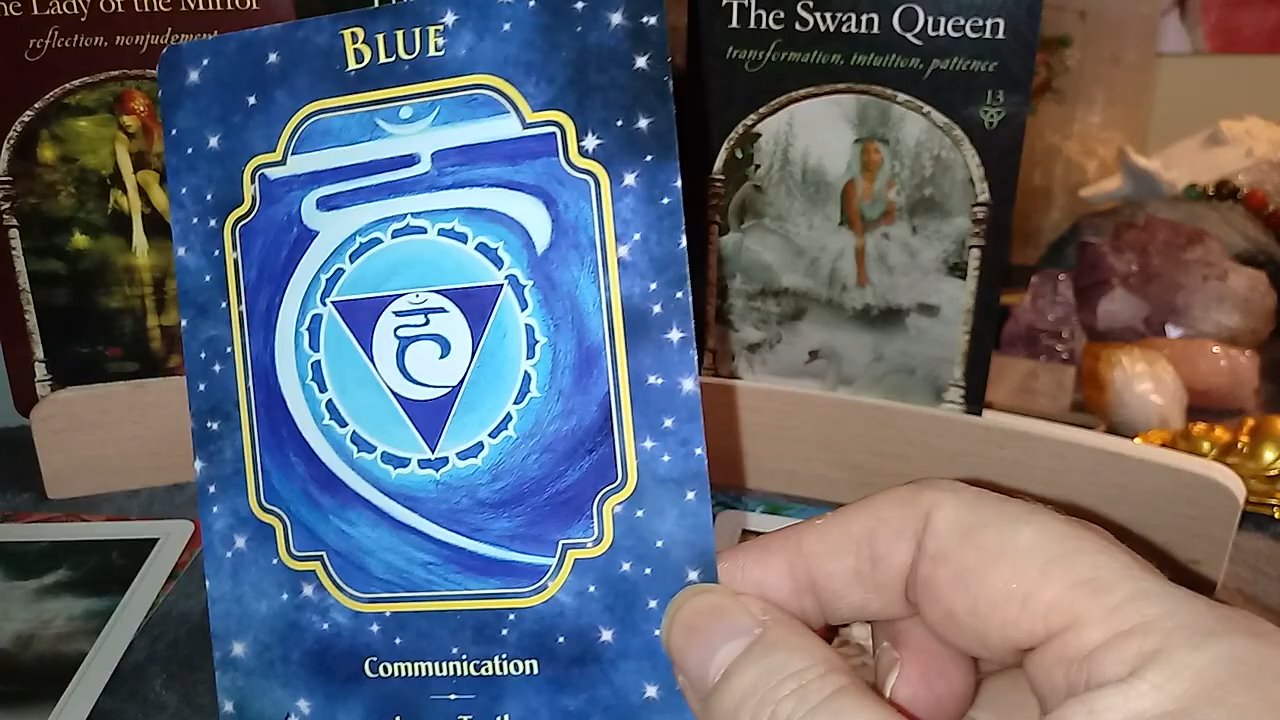 The Lady of the Mirror
reflection, nonjudgement
BLUE
Communication
The Swan Queen
transformation, intuition, patience
13